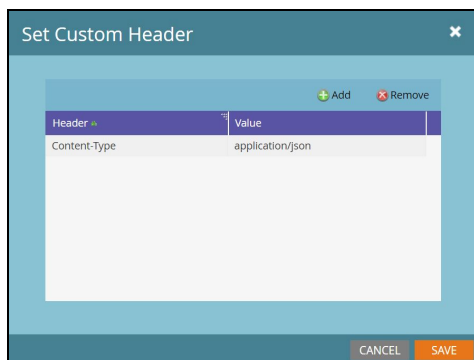 Set Custom Header
Add Remove
Header Value
Content-Type application/json
CANCEL SAVE